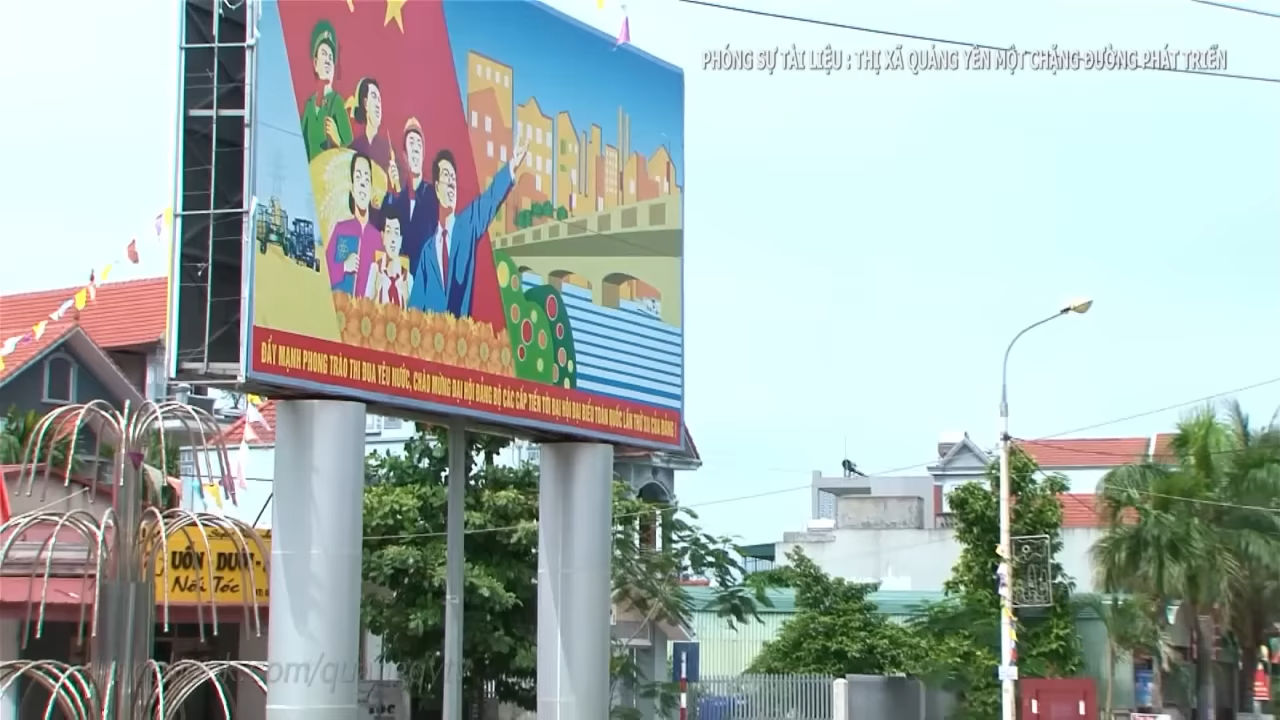 PHÓNG SỰ TÀI LIỆU : THỊ XÃ QUẢNG YÊN MỘT CHẶNG ĐƯỜNG PHÁT TRIỂN
ĐẨY MẠNH PHONG TRÀO THI ĐUA YÊU NƯỚC, CHÀO MỪNG ĐẠI HỘI ĐẢNG BỘ CÁC CẤP TIẾN TỚI ĐẠI HỘI ĐẠI BIỂU TOÀN QUỐC LẦN THỨ XII CỦA ĐẢNG !
UỐN DUỖI
Nối Tóc